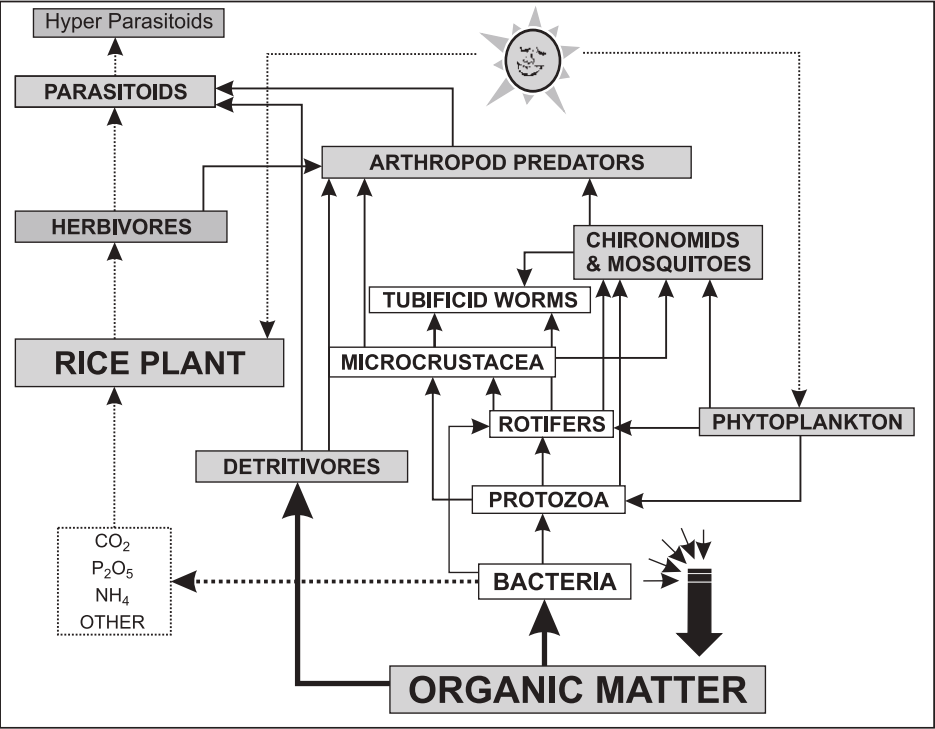 Hyper Parasitoids
PARASITOIDS
ARTHROPOD PREDATORS
HERBIVORES
CHIRONOMIDS
& MOSQUITOES
TUBIFICID WORMS
RICE PLANT
MICROCRUSTACEA
ROTIFERS
PHYTOPLANKTON
DETRITIVORES
PROTOZOA
CO₂
P₂O₅
NH₄
OTHER
BACTERIA
ORGANIC MATTER